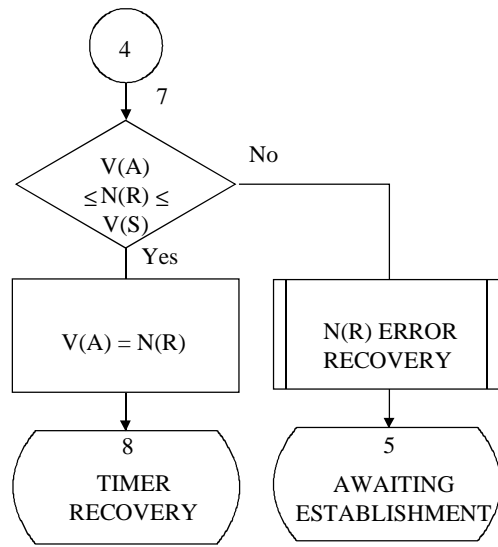 4
7
V(A)
≤ N(R) ≤
V(S)
No
Yes
V(A) = N(R)
N(R) ERROR
RECOVERY
8
TIMER
RECOVERY
5
AWAITING
ESTABLISHMENT